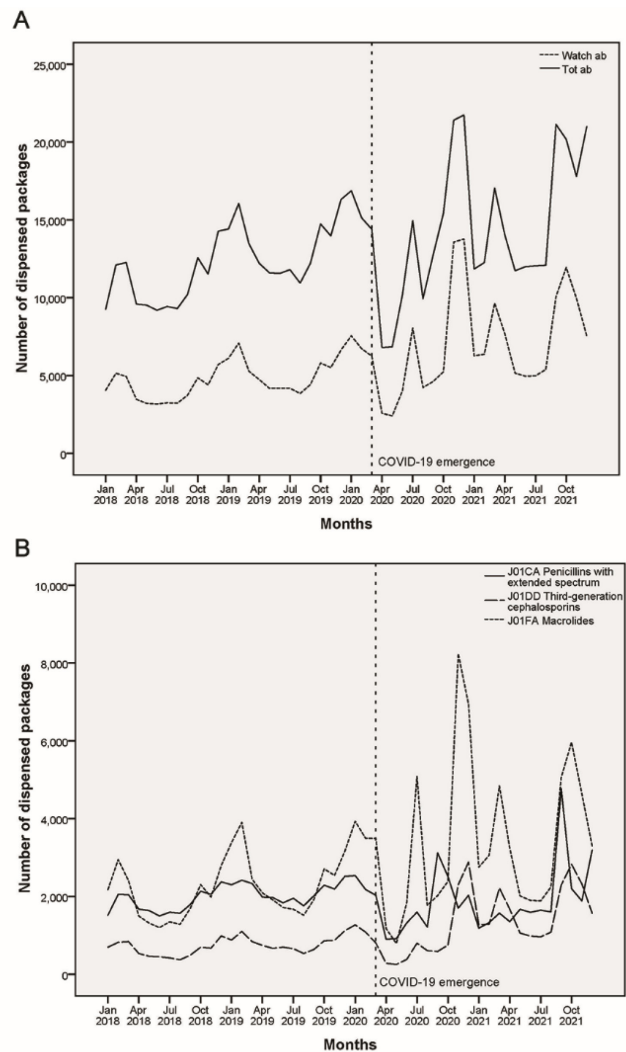 A
Watch ab
Tot ab
25,000
20,000
15,000
10,000
5,000
0
Number of dispensed packages
COVID-19 emergence
Jan 2018
Apr 2018
Jul 2018
Oct 2018
Jan 2019
Apr 2019
Jul 2019
Oct 2019
Jan 2020
Apr 2020
Jul 2020
Oct 2020
Jan 2021
Apr 2021
Jul 2021
Oct 2021
Months
B
J01CA Penicillins with
extended spectrum
J01DD Third-generation
cephalosporins
J01FA Macrolides
10,000
8,000
6,000
4,000
2,000
0
Number of dispensed packages
COVID-19 emergence
Jan 2018
Apr 2018
Jul 2018
Oct 2018
Jan 2019
Apr 2019
Jul 2019
Oct 2019
Jan 2020
Apr 2020
Jul 2020
Oct 2020
Jan 2021
Apr 2021
Jul 2021
Oct 2021
Months